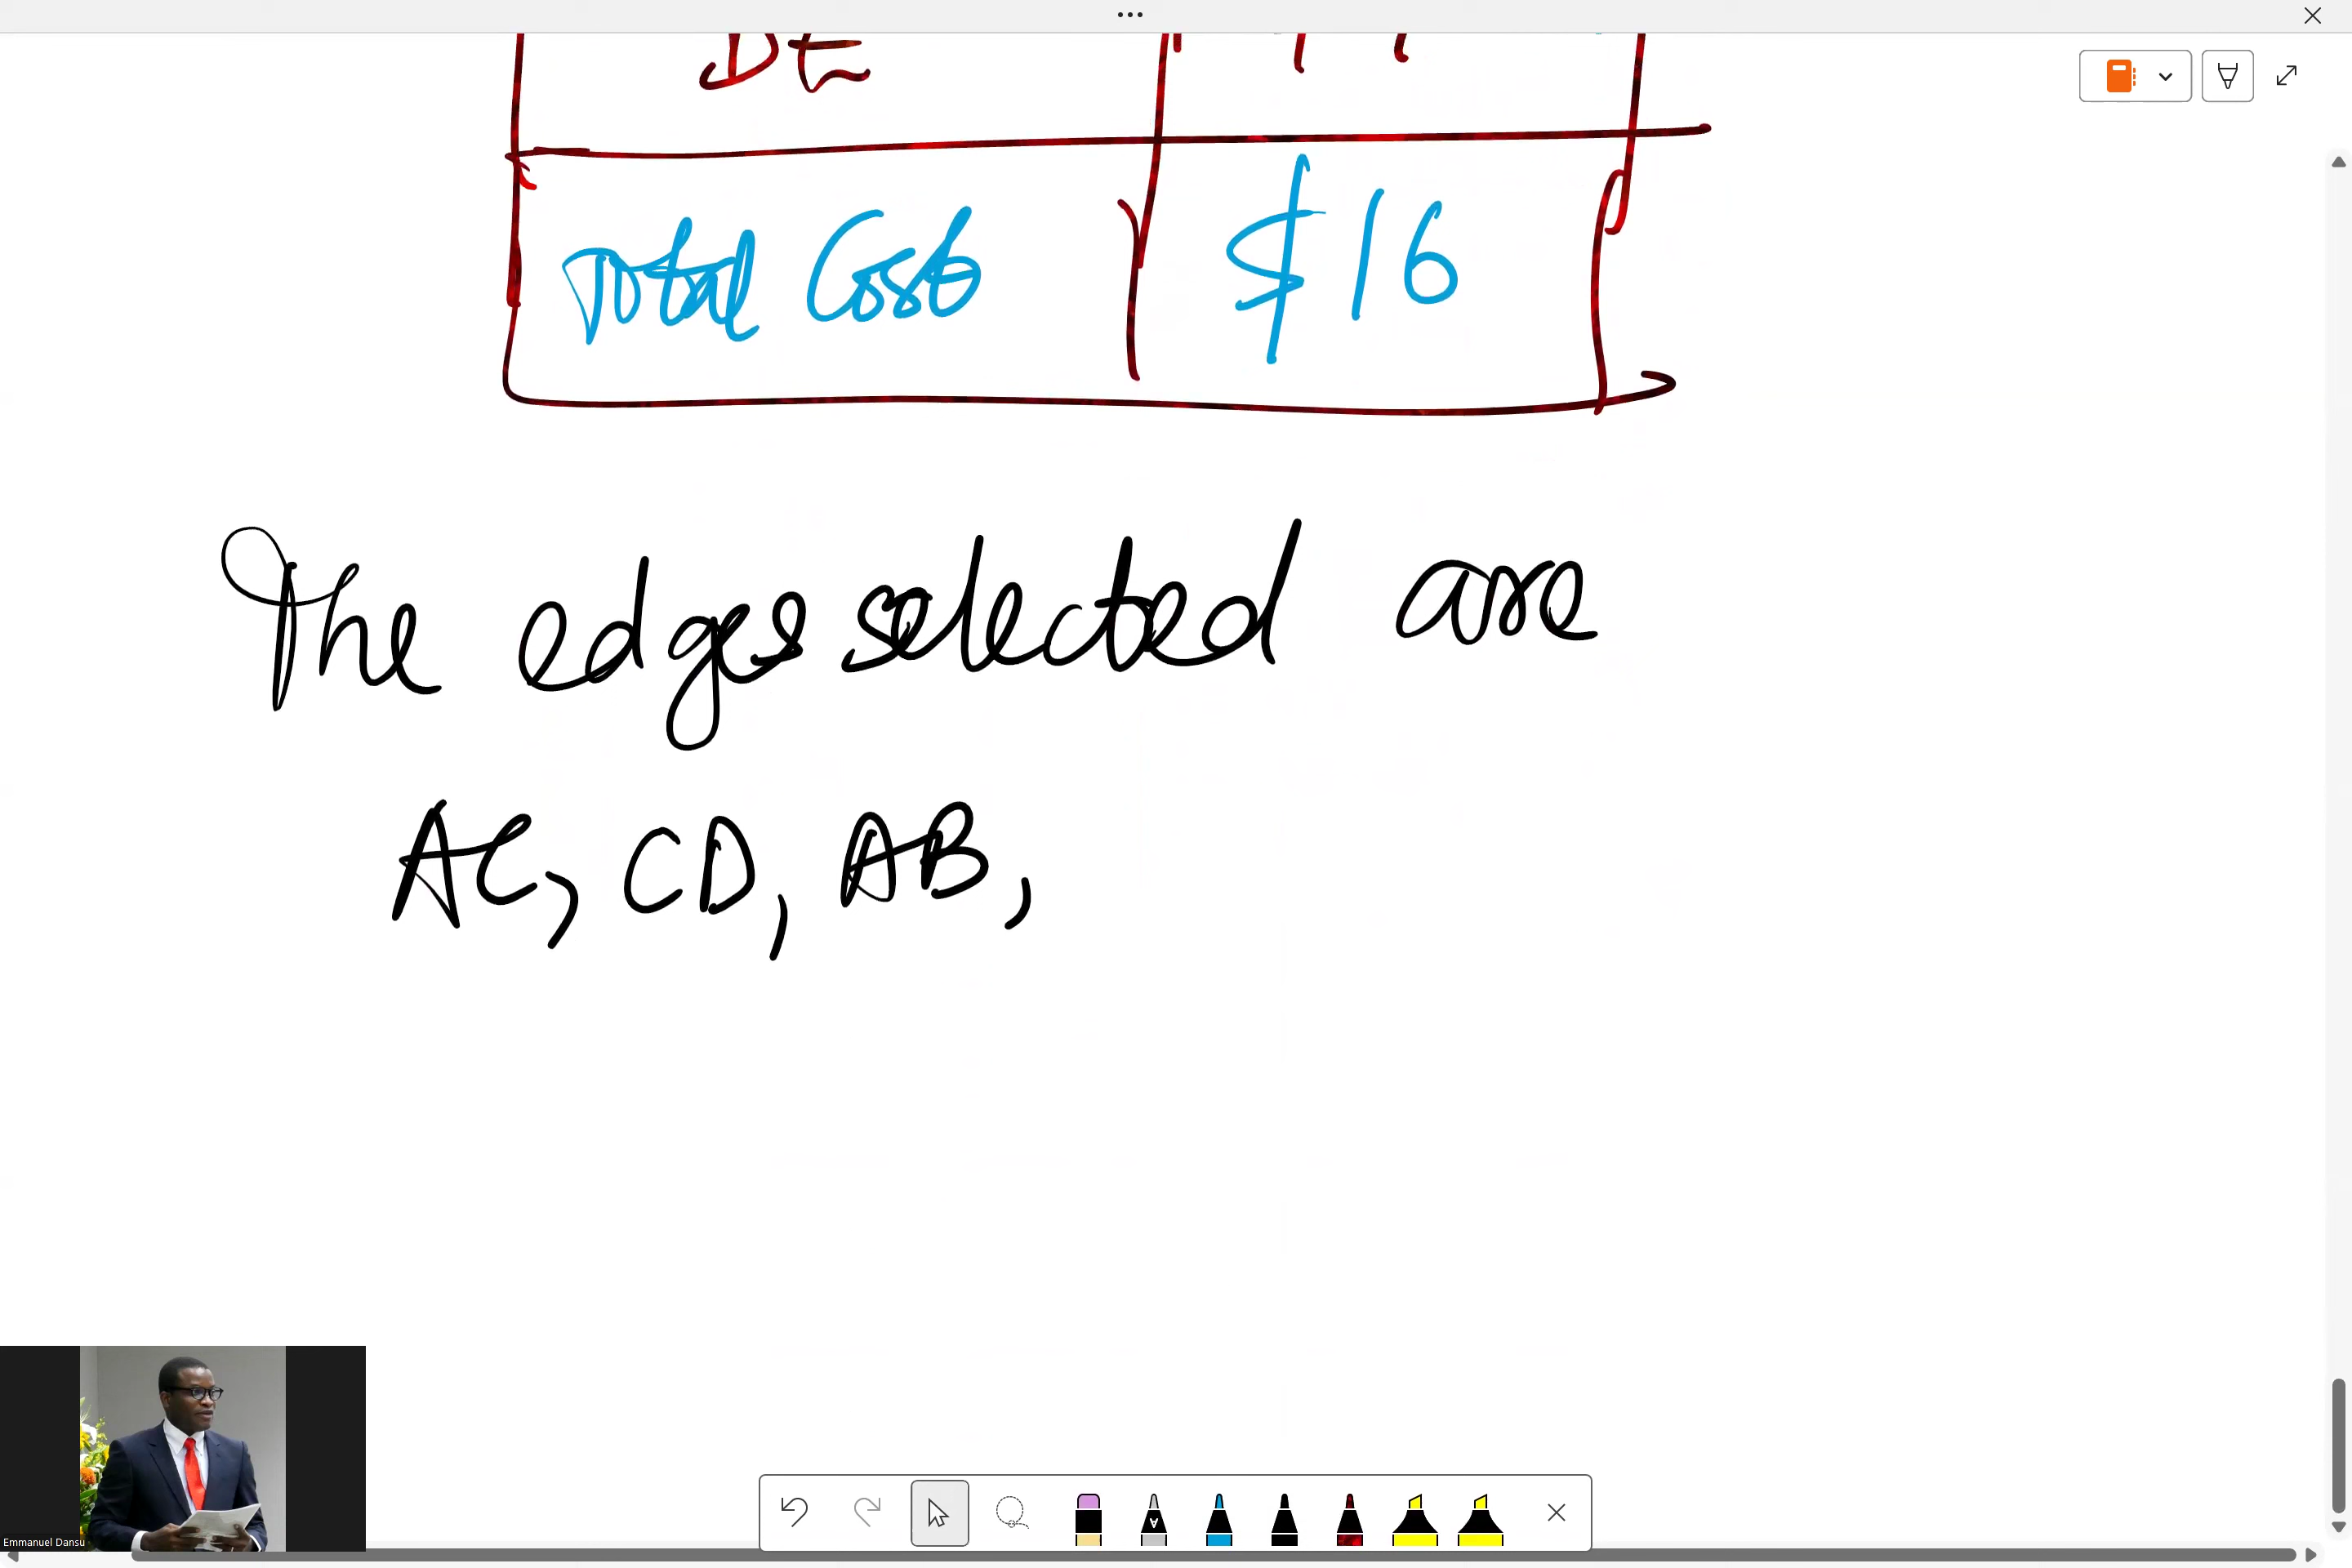 DE
Total Cost $16
The edges selected are
AC, CD, AB,
Emmanuel Dansu